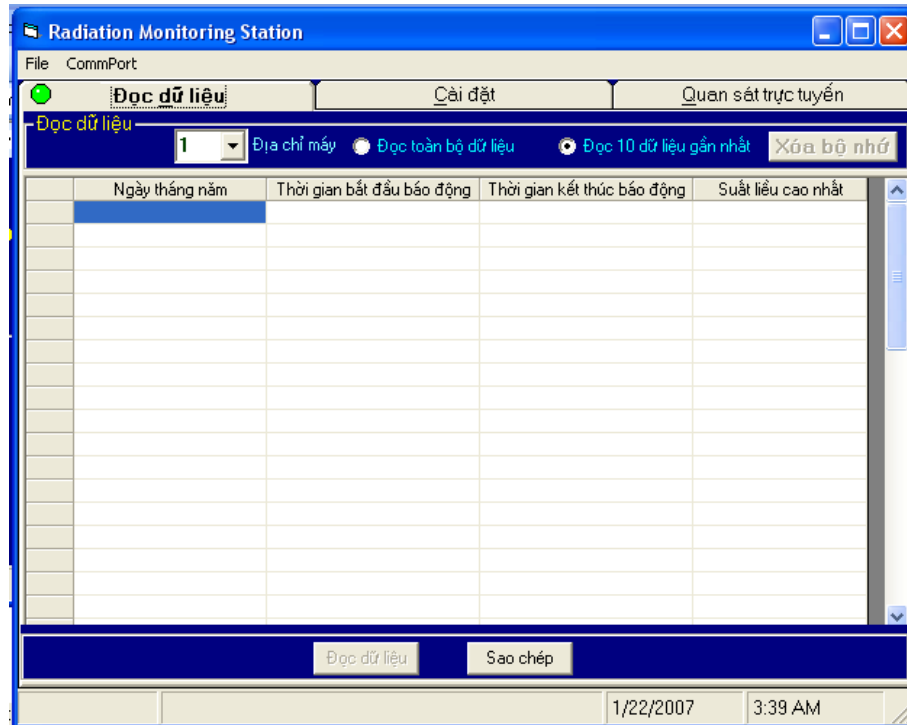 Radiation Monitoring Station
File CommPort
Đọc dữ liệu Cài đặt Quan sát trực tuyến
Đọc dữ liệu
1 Địa chỉ máy Đọc toàn bộ dữ liệu Đọc 10 dữ liệu gần nhất Xóa bộ nhớ
Ngày tháng năm Thời gian bắt đầu báo động Thời gian kết thúc báo động Suất liều cao nhất
Đọc dữ liệu Sao chép
1/22/2007 3:39 AM